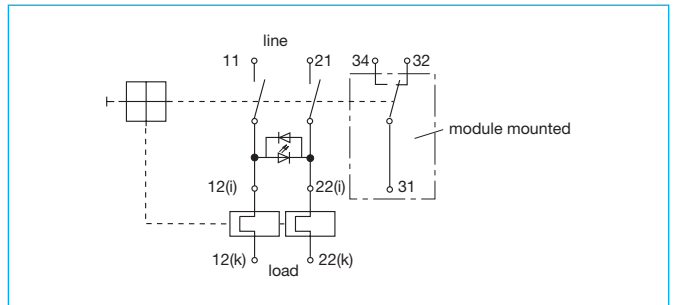 line
11 21 34 32
module mounted
12(i) 22(i) 31
12(k) 22(k)
load